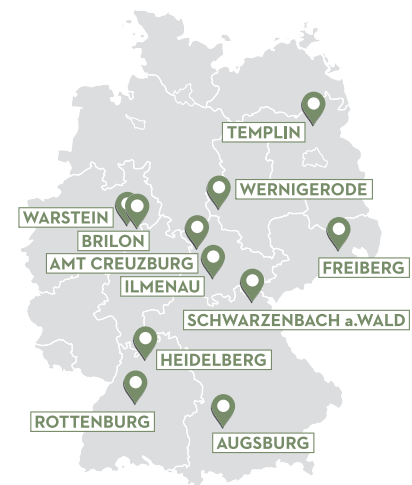 TEMPLIN
WERNIGERODE
WARSTEIN
BRILON
AMT CREUZBURG
FREIBERG
ILMENAU
SCHWARZENBACH a.WALD
HEIDELBERG
ROTTENBURG
AUGSBURG